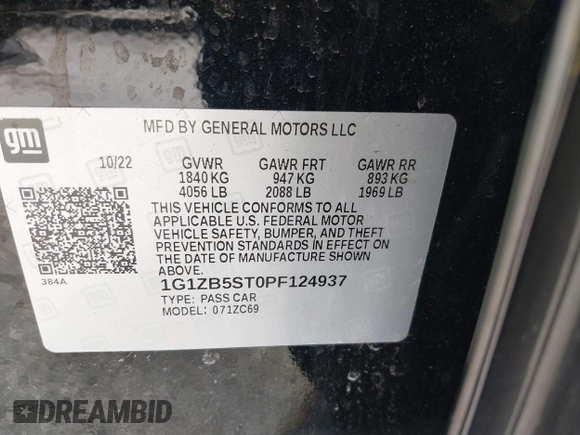 gm
MFD BY GENERAL MOTORS LLC
10/22 GVWR GAWR FRT GAWR RR
1840 KG 947 KG 893 KG
4056 LB 2088 LB 1969 LB
THIS VEHICLE CONFORMS TO ALL
APPLICABLE U.S. FEDERAL MOTOR
VEHICLE SAFETY, BUMPER, AND THEFT
PREVENTION STANDARDS IN EFFECT ON
THE DATE OF MANUFACTURE SHOWN
ABOVE.
384A
1G1ZB5ST0PF124937
TYPE: PASS CAR
MODEL: 071ZC69
DREAMBID